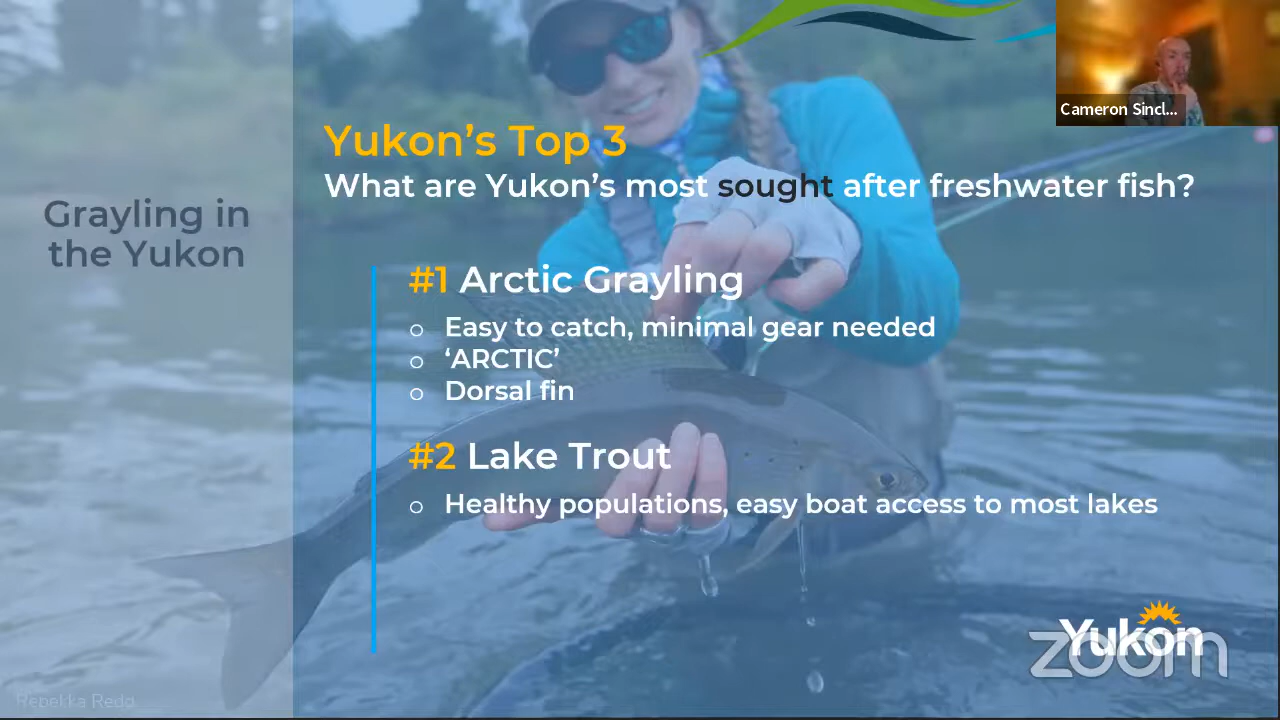 Cameron Sincl...
Yukon's Top 3
What are Yukon's most sought after freshwater fish?
Grayling in
the Yukon
#1 Arctic Grayling
o Easy to catch, minimal gear needed
o 'ARCTIC'
o Dorsal fin
#2 Lake Trout
o Healthy populations, easy boat access to most lakes
Yukon
zoom
Rebekka Redd